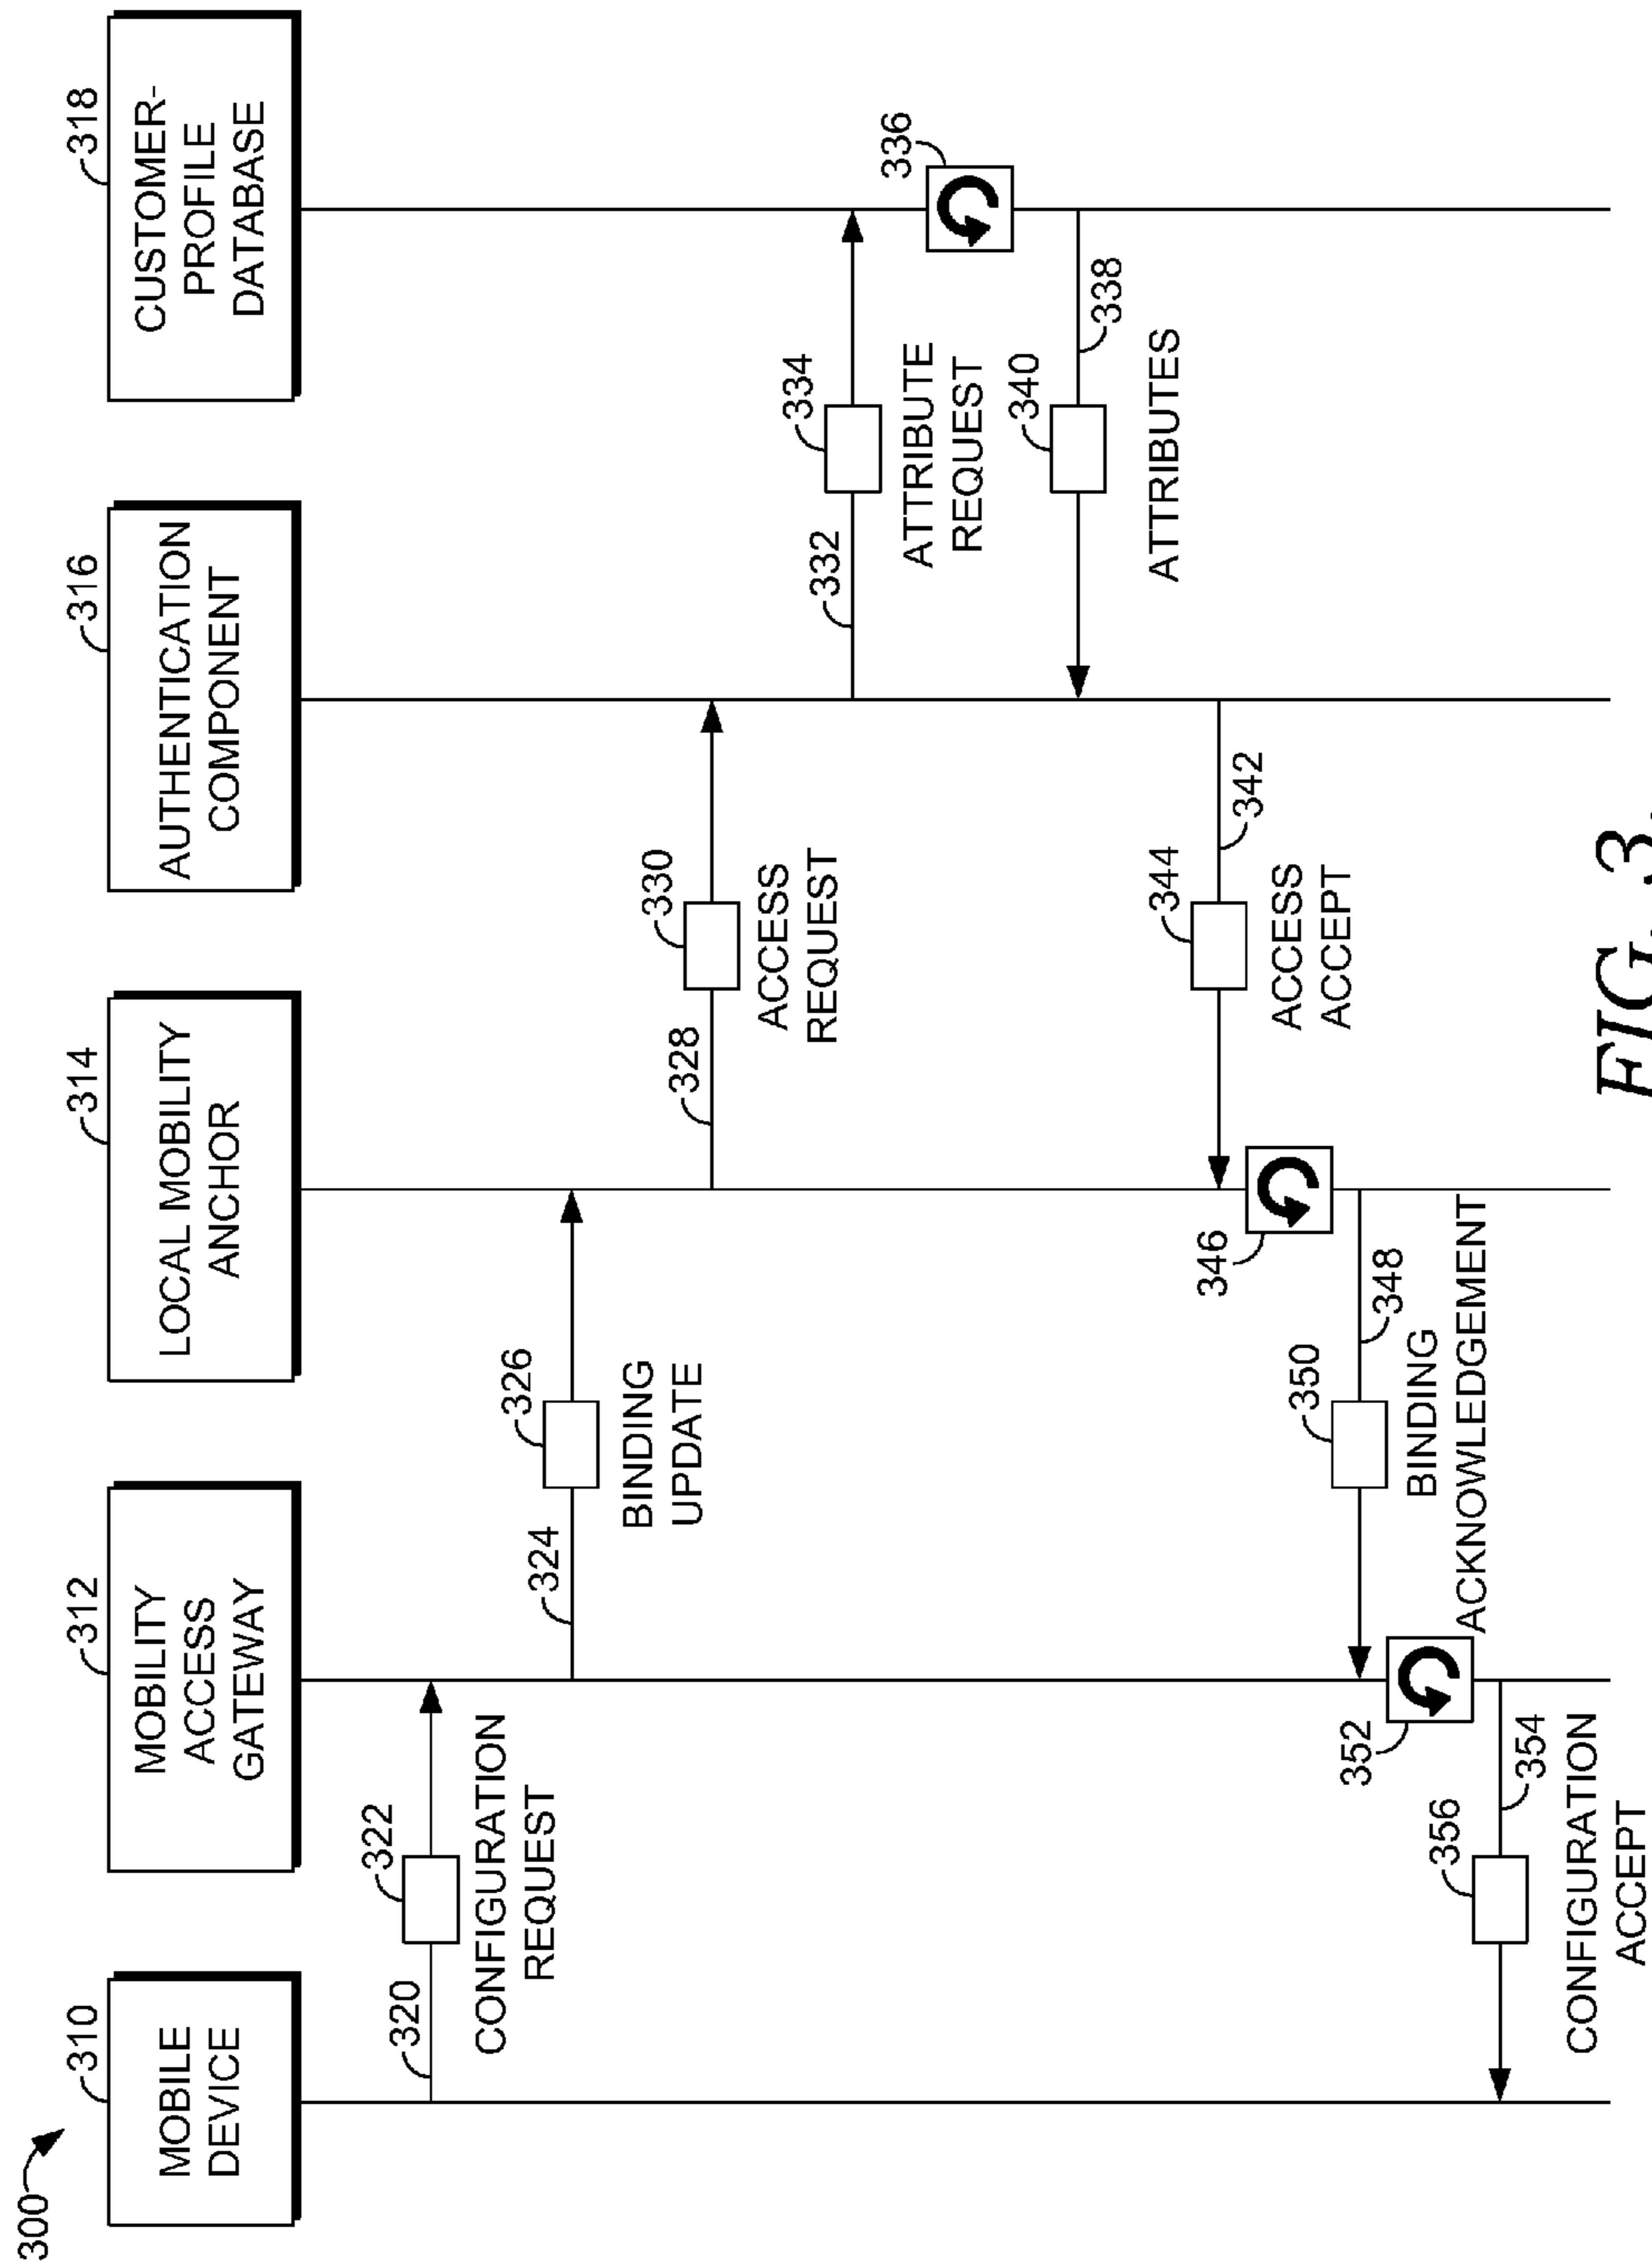 300
310
MOBILE
DEVICE
312
MOBILITY
ACCESS
GATEWAY
314
LOCAL MOBILITY
ANCHOR
316
AUTHENTICATION
COMPONENT
318
CUSTOMER-
PROFILE
DATABASE
320
322
CONFIGURATION
REQUEST
324
326
BINDING
UPDATE
328
330
ACCESS
REQUEST
332
334
ATTRIBUTE
REQUEST
336
338
340
ATTRIBUTES
342
344
ACCESS
ACCEPT
346
348
350
BINDING
ACKNOWLEDGEMENT
352
354
356
CONFIGURATION
ACCEPT
FIG. 3.